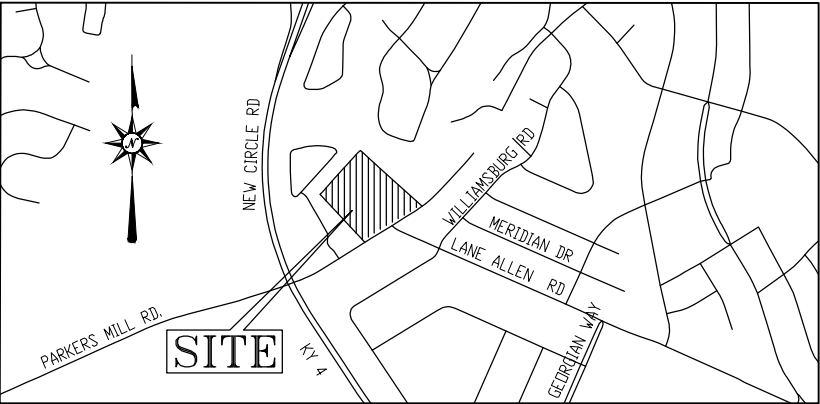 N
NEW CIRCLE RD
WILLIAMSBURG RD
MERIDIAN DR
LANE ALLEN RD
PARKERS MILL RD.
SITE
KY 4
GEORGIAN WAY